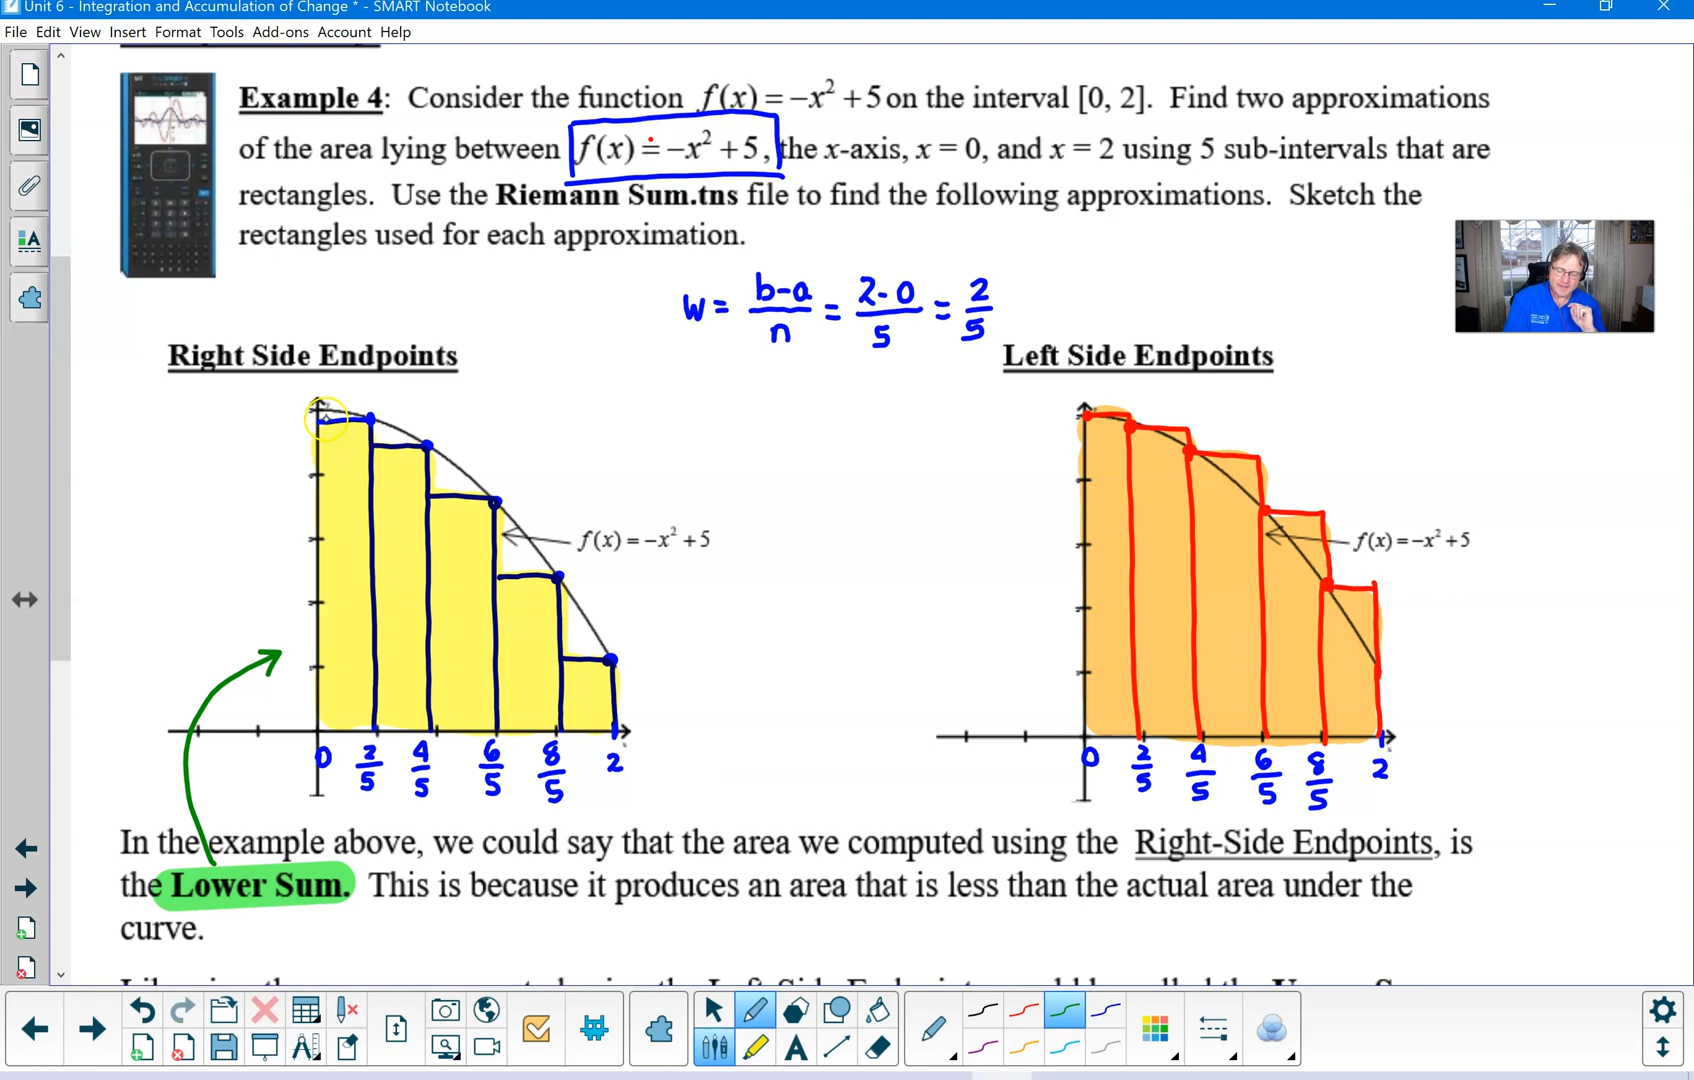 Unit 6 - Integration and Accumulation of Change * - SMART Notebook
File Edit View Insert Format Tools Add-ons Account Help
Example 4: Consider the function f(x) = −x² + 5 on the interval [0, 2]. Find two approximations
of the area lying between f(x) = −x² + 5, the x-axis, x = 0, and x = 2 using 5 sub-intervals that are
rectangles. Use the Riemann Sum.tns file to find the following approximations. Sketch the
rectangles used for each approximation.
W = b-a/n = 2-0/5 = 2/5
Right Side Endpoints Left Side Endpoints
f(x) = −x² + 5 f(x) = −x² + 5
0 2/5 4/5 6/5 8/5 2 0 2/5 4/5 6/5 8/5 2
In the example above, we could say that the area we computed using the Right-Side Endpoints, is
the Lower Sum. This is because it produces an area that is less than the actual area under the
curve.